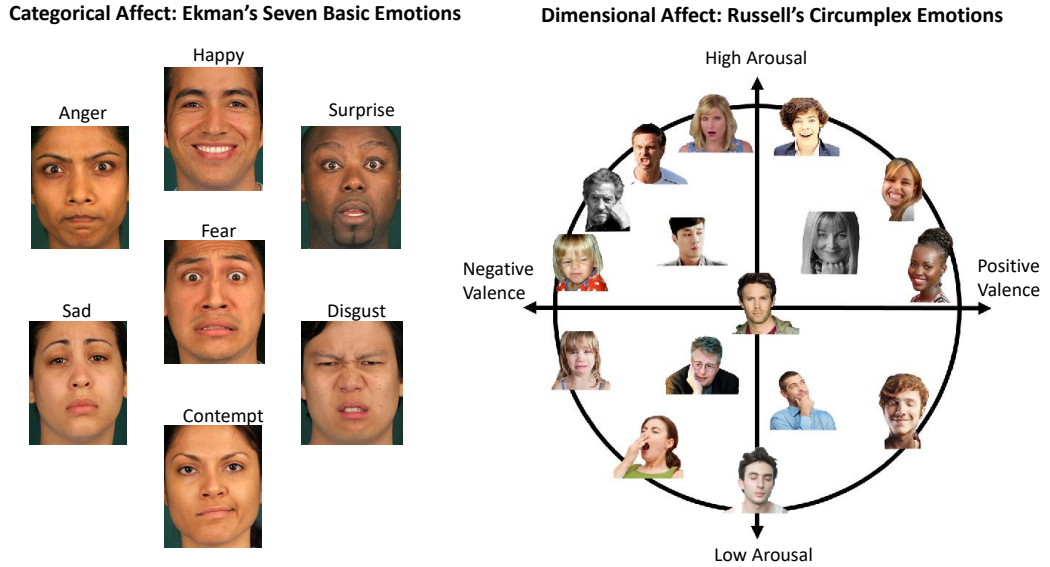 Categorical Affect: Ekman's Seven Basic Emotions
Happy
Anger
Surprise
Fear
Sad
Disgust
Contempt
Dimensional Affect: Russell's Circumplex Emotions
High Arousal
Negative
Valence
Positive
Valence
Low Arousal